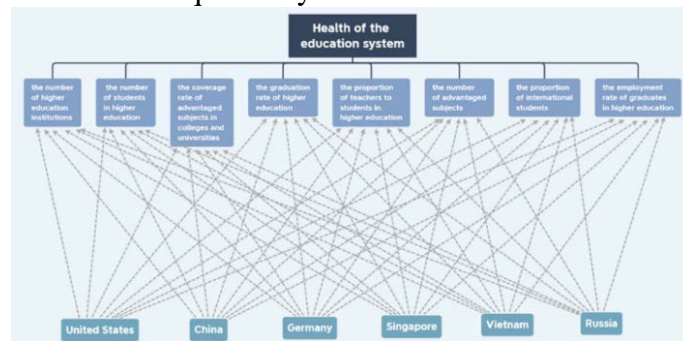 Health of the
education system
the number
of higher
education
institutions
the number
of students
in higher
education
the coverage
rate of
advantaged
subjects in
colleges and
universities
the graduation
rate of higher
education
the proportion
of teachers to
students in
higher education
the number
of advantaged
subjects
the proportion
of international
students
the employment
rate of graduates
in higher education
United States
China
Germany
Singapore
Vietnam
Russia